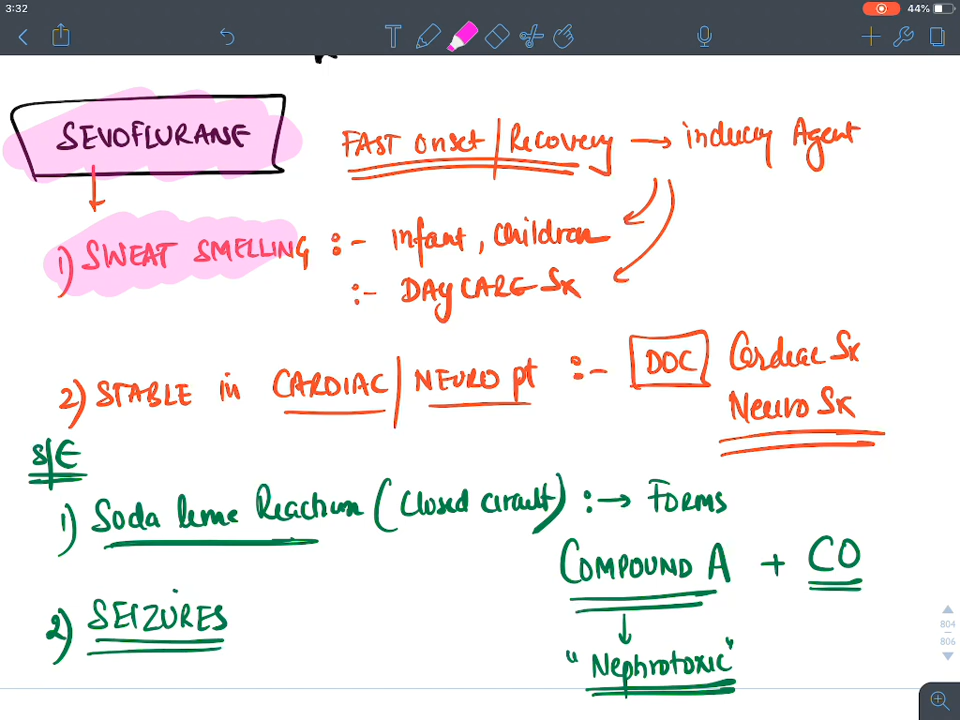 3:32
44%
T
SEVOFLURANE
FAST Onset | Recovery → inducing Agent
1) SWEAT SMELLING :- infant, children
:- DAY CARE Sx
2) STABLE in CARDIAC | NEURO pt :- DOC Cardiac Sx
Neuro Sx
S/E
1) Soda lime Reaction (Closed circuit) :→ FORMS
COMPOUND A + CO
2) SEIZURES
"Nephrotoxic"
804
806